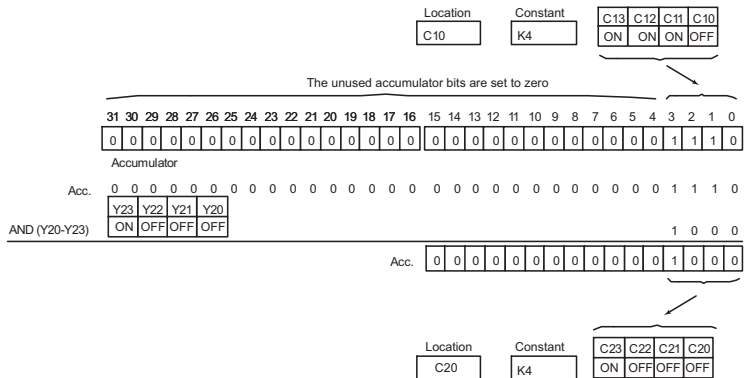 Location Constant C13 C12 C11 C10
C10 K4 ON ON ON OFF
The unused accumulator bits are set to zero
31 30 29 28 27 26 25 24 23 22 21 20 19 18 17 16 15 14 13 12 11 10 9 8 7 6 5 4 3 2 1 0
0 0 0 0 0 0 0 0 0 0 0 0 0 0 0 0 0 0 0 0 0 0 0 0 0 0 0 0 1 1 1 0
Accumulator
Acc. 0 0 0 0 0 0 0 0 0 0 0 0 0 0 0 0 0 0 0 0 0 0 0 0 0 0 0 0 1 1 1 0
Y23 Y22 Y21 Y20
AND (Y20-Y23) ON OFF OFF OFF 1 0 0 0
Acc. 0 0 0 0 0 0 0 0 0 0 0 0 1 0 0 0
Location Constant C23 C22 C21 C20
C20 K4 ON OFF OFF OFF